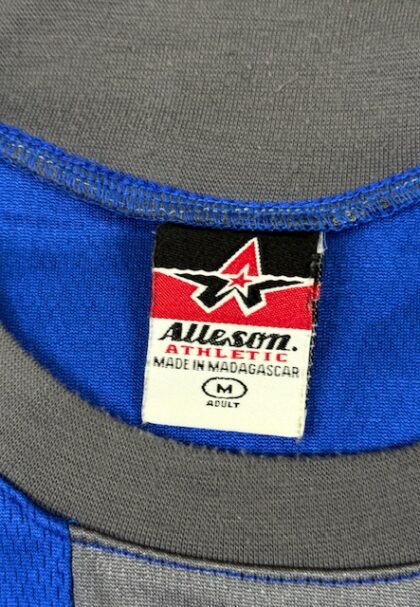 Alleson.
ATHLETIC
MADE IN MADAGASCAR
M
ADULT